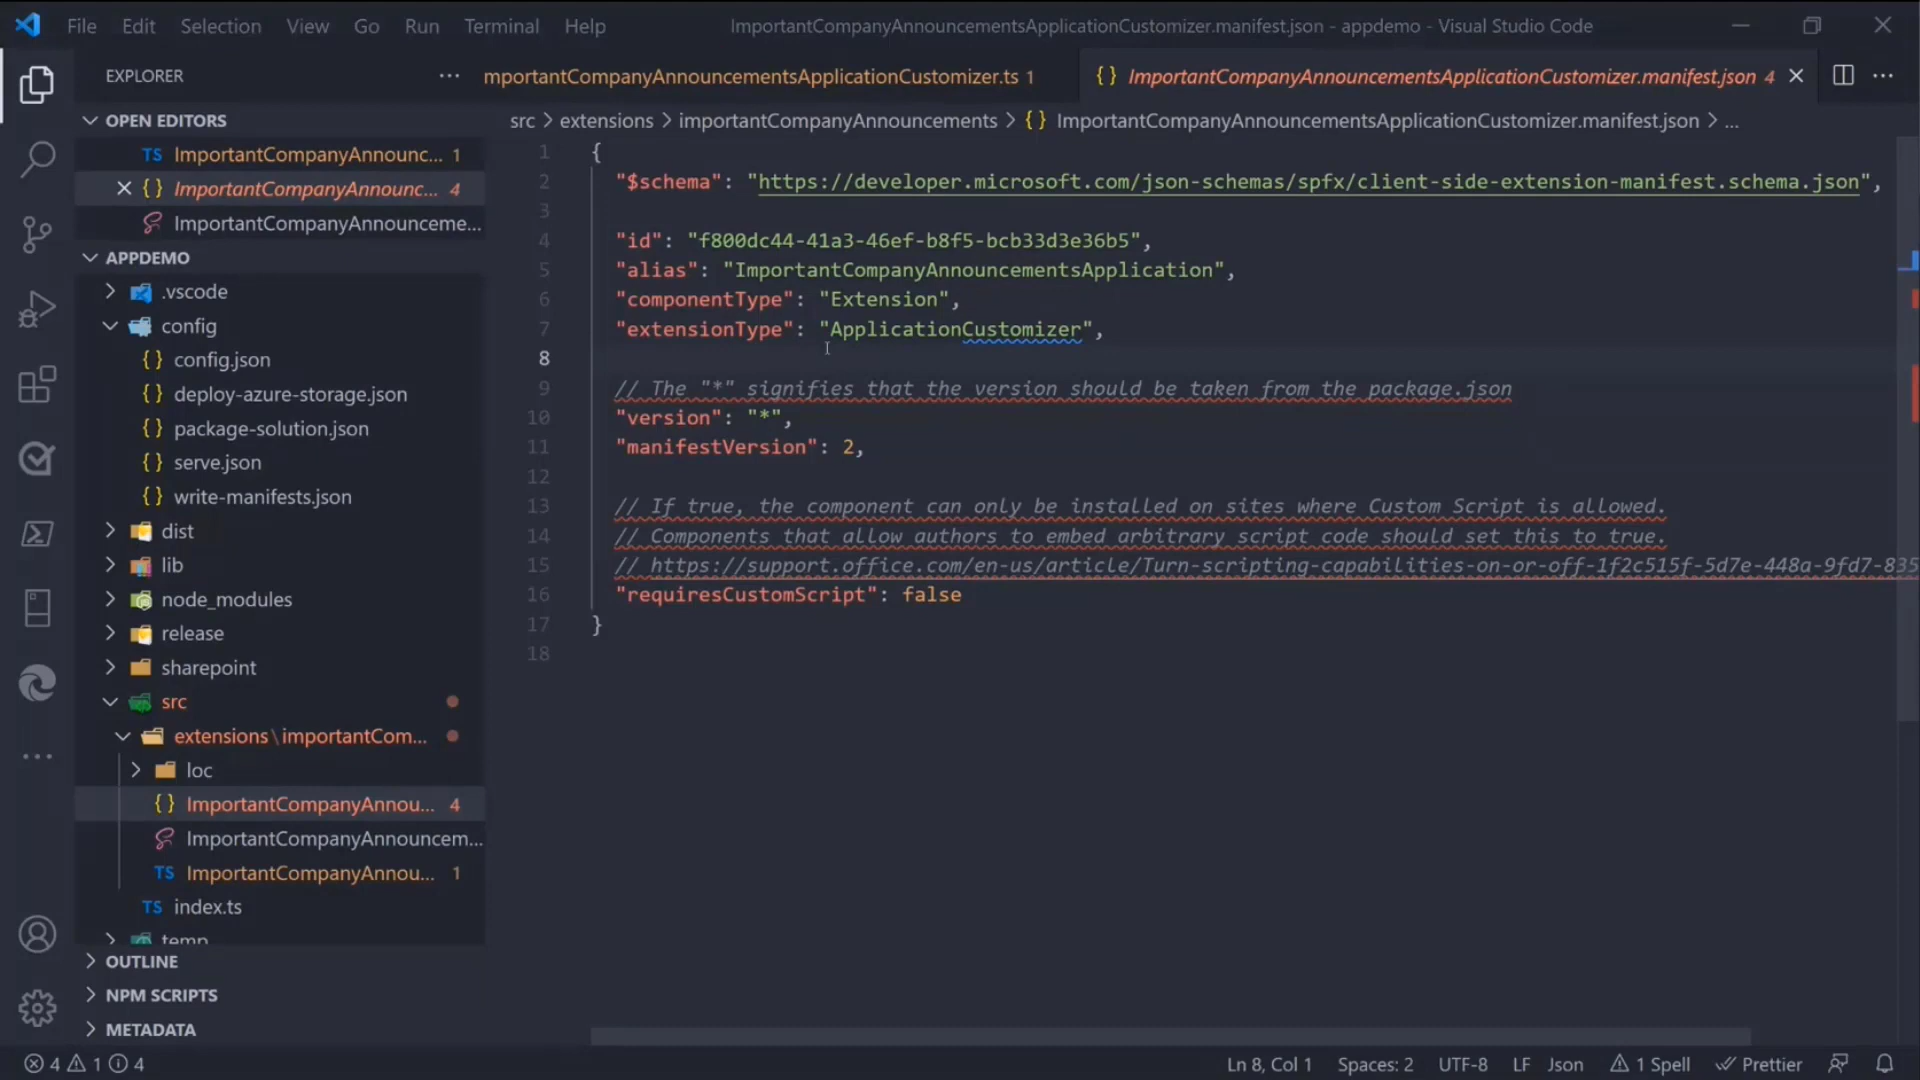 File Edit Selection View Go Run Terminal Help ImportantCompanyAnnouncementsApplicationCustomizer.manifest.json - appdemo - Visual Studio Code
EXPLORER
mportantCompanyAnnouncementsApplicationCustomizer.ts 1
{} ImportantCompanyAnnouncementsApplicationCustomizer.manifest.json 4
OPEN EDITORS
TS ImportantCompanyAnnounc... 1
{} ImportantCompanyAnnounc... 4
ImportantCompanyAnnounceme...
APPDEMO
.vscode
config
{} config.json
{} deploy-azure-storage.json
{} package-solution.json
{} serve.json
{} write-manifests.json
dist
lib
node_modules
release
sharepoint
src
extensions\importantCom...
loc
{} ImportantCompanyAnnou... 4
ImportantCompanyAnnouncem...
TS ImportantCompanyAnnou... 1
TS index.ts
temp
OUTLINE
NPM SCRIPTS
METADATA
src > extensions > importantCompanyAnnouncements > {} ImportantCompanyAnnouncementsApplicationCustomizer.manifest.json > ...
1 {
2 "$schema": "https://developer.microsoft.com/json-schemas/spfx/client-side-extension-manifest.schema.json",
3
4 "id": "f800dc44-41a3-46ef-b8f5-bcb33d3e36b5",
5 "alias": "ImportantCompanyAnnouncementsApplication",
6 "componentType": "Extension",
7 "extensionType": "ApplicationCustomizer",
8
9 // The "*" signifies that the version should be taken from the package.json
10 "version": "*",
11 "manifestVersion": 2,
12
13 // If true, the component can only be installed on sites where Custom Script is allowed.
14 // Components that allow authors to embed arbitrary script code should set this to true.
15 // https://support.office.com/en-us/article/Turn-scripting-capabilities-on-or-off-1f2c515f-5d7e-448a-9fd7-835
16 "requiresCustomScript": false
17 }
18
4 1 4
Ln 8, Col 1 Spaces: 2 UTF-8 LF Json 1 Spell Prettier